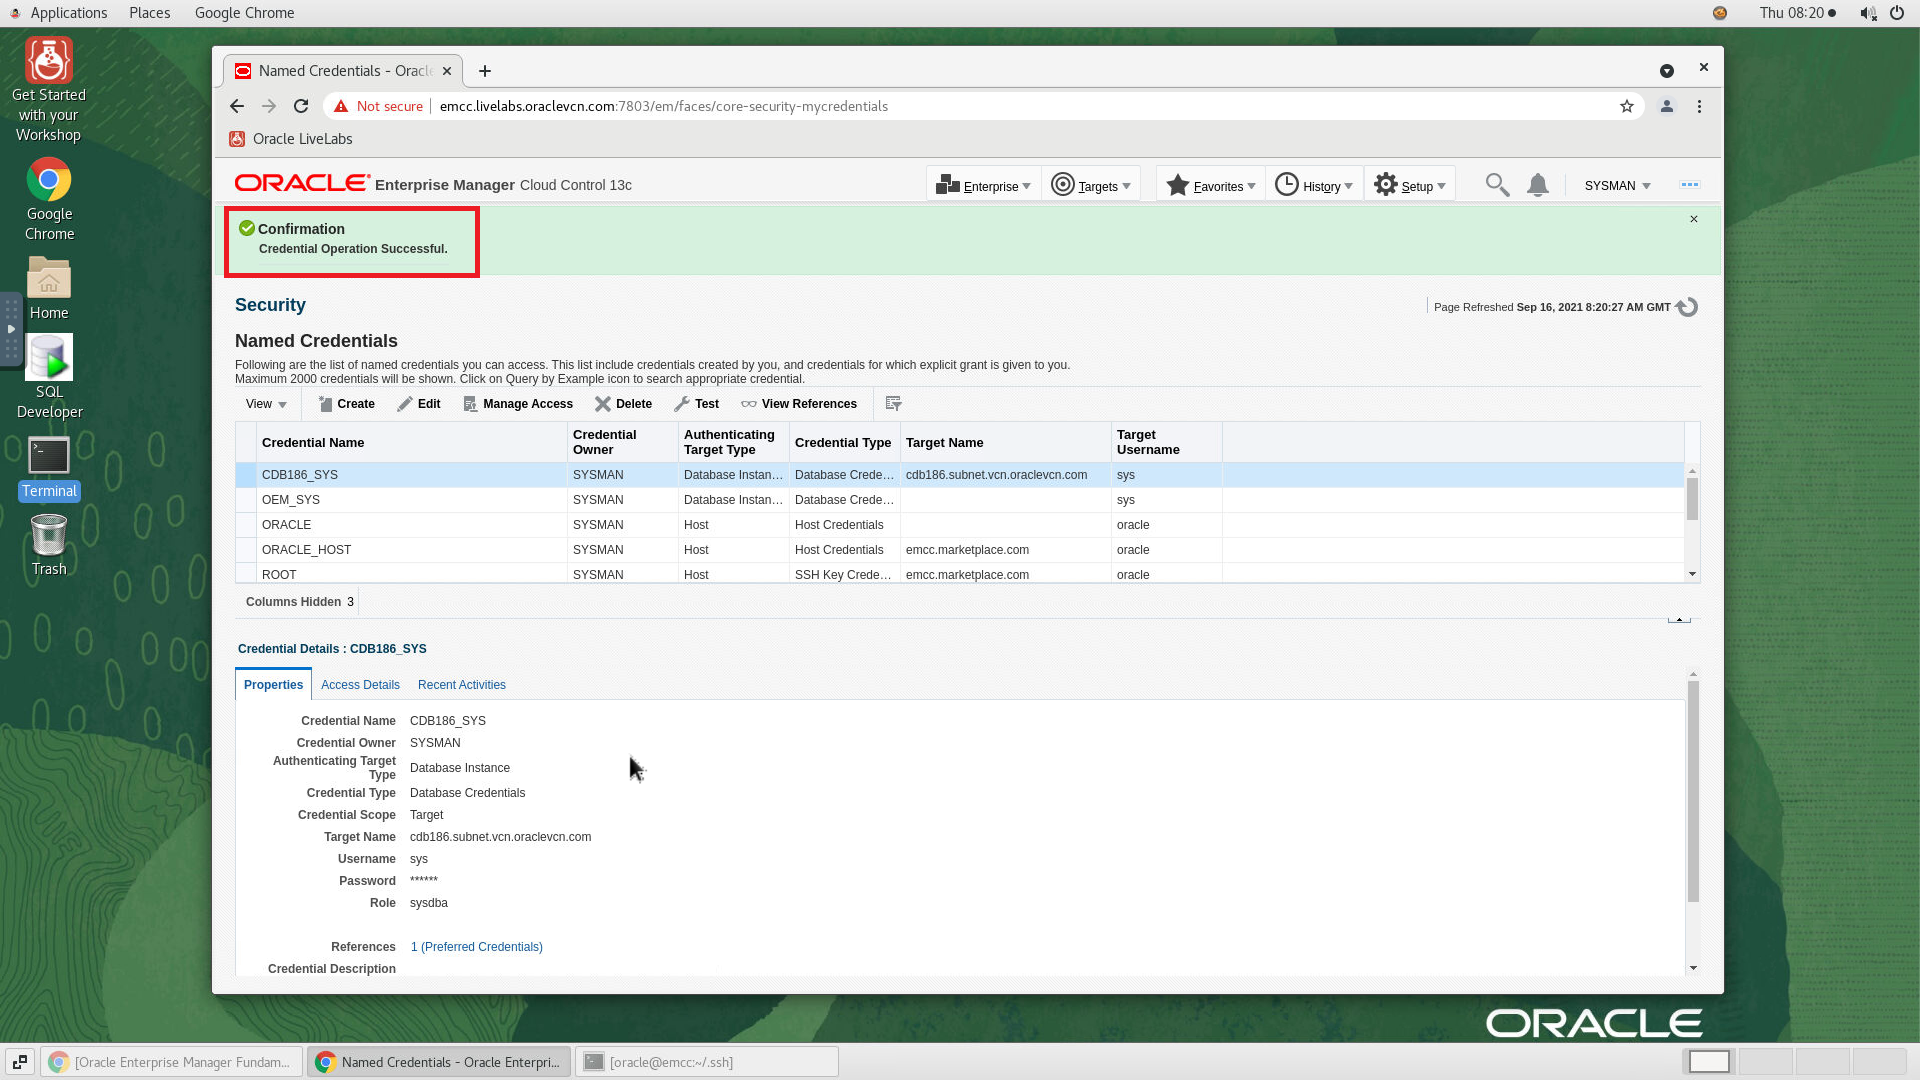 Applications Places Google Chrome Thu 08:20
Get Started
with your
Workshop
Google
Chrome
Home
SQL
Developer
Terminal
Trash
Named Credentials - Oracle
Not secure emcc.livelabs.oraclevcn.com:7803/em/faces/core-security-mycredentials
Oracle LiveLabs
ORACLE Enterprise Manager Cloud Control 13c Enterprise Targets Favorites History Setup SYSMAN
Confirmation
Credential Operation Successful.
Security
Page Refreshed Sep 16, 2021 8:20:27 AM GMT
Named Credentials
Following are the list of named credentials you can access. This list include credentials created by you, and credentials for which explicit grant is given to you.
Maximum 2000 credentials will be shown. Click on Query by Example icon to search appropriate credential.
View Create Edit Manage Access Delete Test View References
Credential Name Credential Owner Authenticating Target Type Credential Type Target Name Target Username
CDB186_SYS SYSMAN Database Instan... Database Crede... cdb186.subnet.vcn.oraclevcn.com sys
OEM_SYS SYSMAN Database Instan... Database Crede... sys
ORACLE SYSMAN Host Host Credentials oracle
ORACLE_HOST SYSMAN Host Host Credentials emcc.marketplace.com oracle
ROOT SYSMAN Host SSH Key Crede... emcc.marketplace.com oracle
Columns Hidden 3
Credential Details : CDB186_SYS
Properties Access Details Recent Activities
Credential Name CDB186_SYS
Credential Owner SYSMAN
Authenticating Target Type Database Instance
Credential Type Database Credentials
Credential Scope Target
Target Name cdb186.subnet.vcn.oraclevcn.com
Username sys
Password ******
Role sysdba
References 1 (Preferred Credentials)
Credential Description
ORACLE
[Oracle Enterprise Manager Fundam... Named Credentials - Oracle Enterpri... [oracle@emcc:~/.ssh]